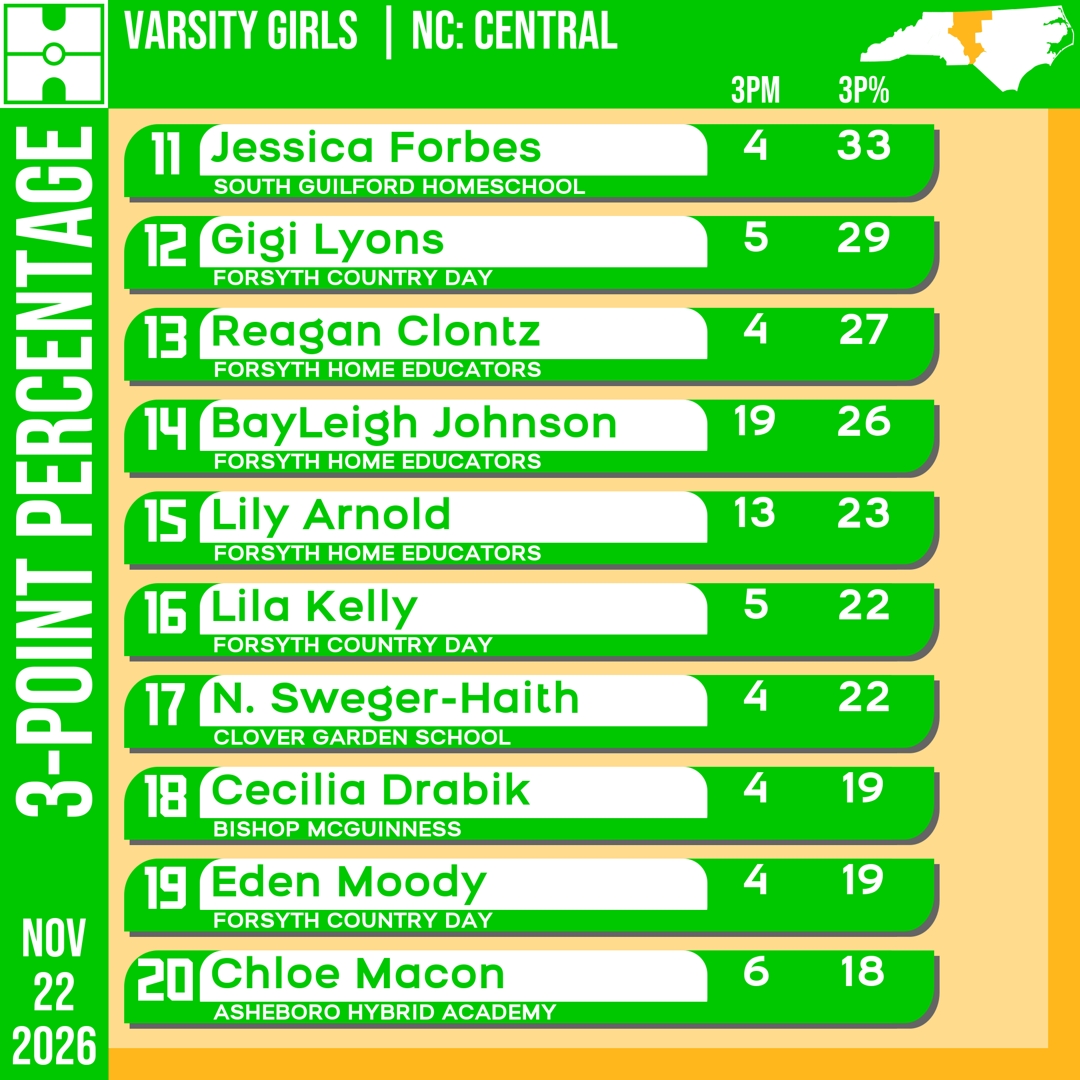 VARSITY GIRLS | NC: CENTRAL
3PM 3P%
3-POINT PERCENTAGE
NOV
22
2026
11 Jessica Forbes 4 33
SOUTH GUILFORD HOMESCHOOL
12 Gigi Lyons 5 29
FORSYTH COUNTRY DAY
13 Reagan Clontz 4 27
FORSYTH HOME EDUCATORS
14 BayLeigh Johnson 19 26
FORSYTH HOME EDUCATORS
15 Lily Arnold 13 23
FORSYTH HOME EDUCATORS
16 Lila Kelly 5 22
FORSYTH COUNTRY DAY
17 N. Sweger-Haith 4 22
CLOVER GARDEN SCHOOL
18 Cecilia Drabik 4 19
BISHOP MCGUINNESS
19 Eden Moody 4 19
FORSYTH COUNTRY DAY
20 Chloe Macon 6 18
ASHEBORO HYBRID ACADEMY